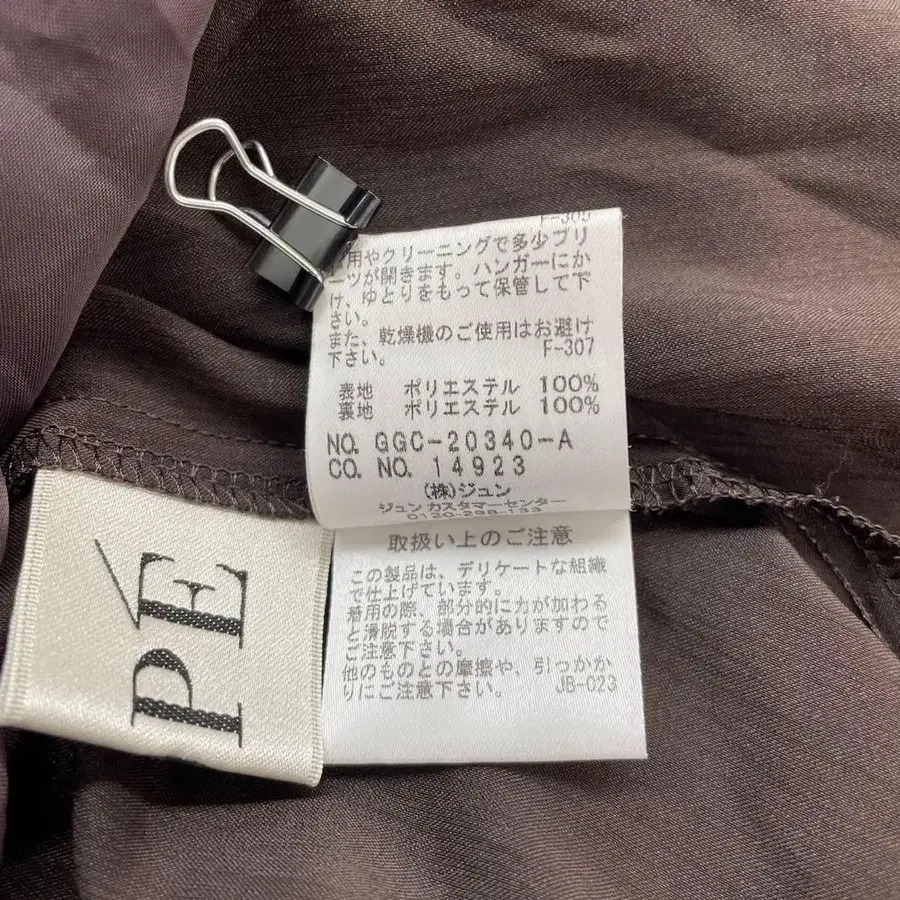 F-305
用やクリーニングで多少プリ
ーツが開きます。ハンガーにか
け、ゆとりをもって保管して下
さい。
また、乾燥機のご使用はお避け
下さい。 F-307
表地 ポリエステル 100%
裏地 ポリエステル 100%
NO. GGC-20340-A
CO. NO. 14923
(株)ジュン
ジュン カスタマーセンター
0120-298-133
取扱い上のご注意
この製品は、デリケートな組織
で仕上げています。
着用の際、部分的に力が加わる
と滑脱する場合がありますので
ご注意下さい。
他のものとの摩擦や、引っかか
りにご注意下さい。 JB-023
PÉ